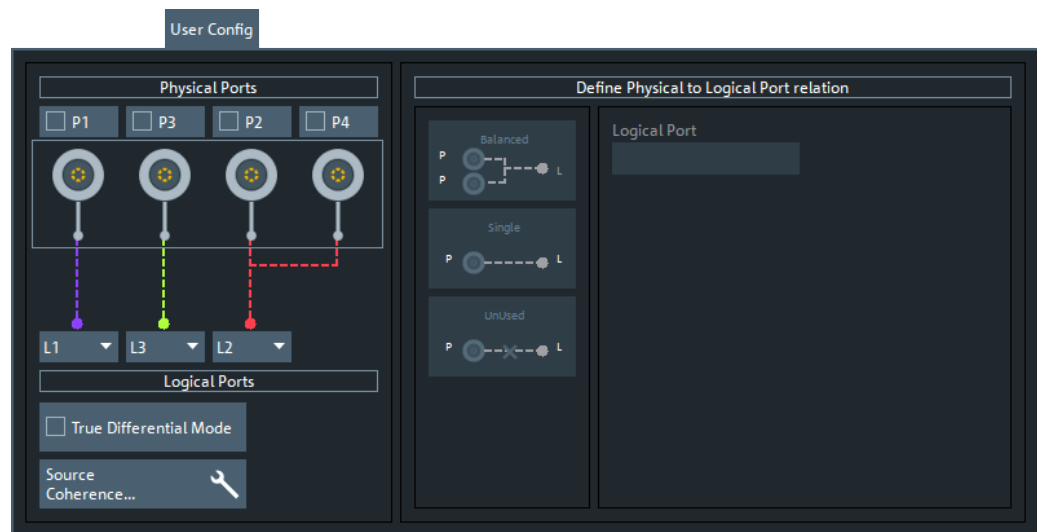 User Config
Physical Ports
P1 P3 P2 P4
L1 L3 L2
Logical Ports
True Differential Mode
Source
Coherence...
Define Physical to Logical Port relation
Balanced
P
P L
Single
P L
UnUsed
P L
Logical Port